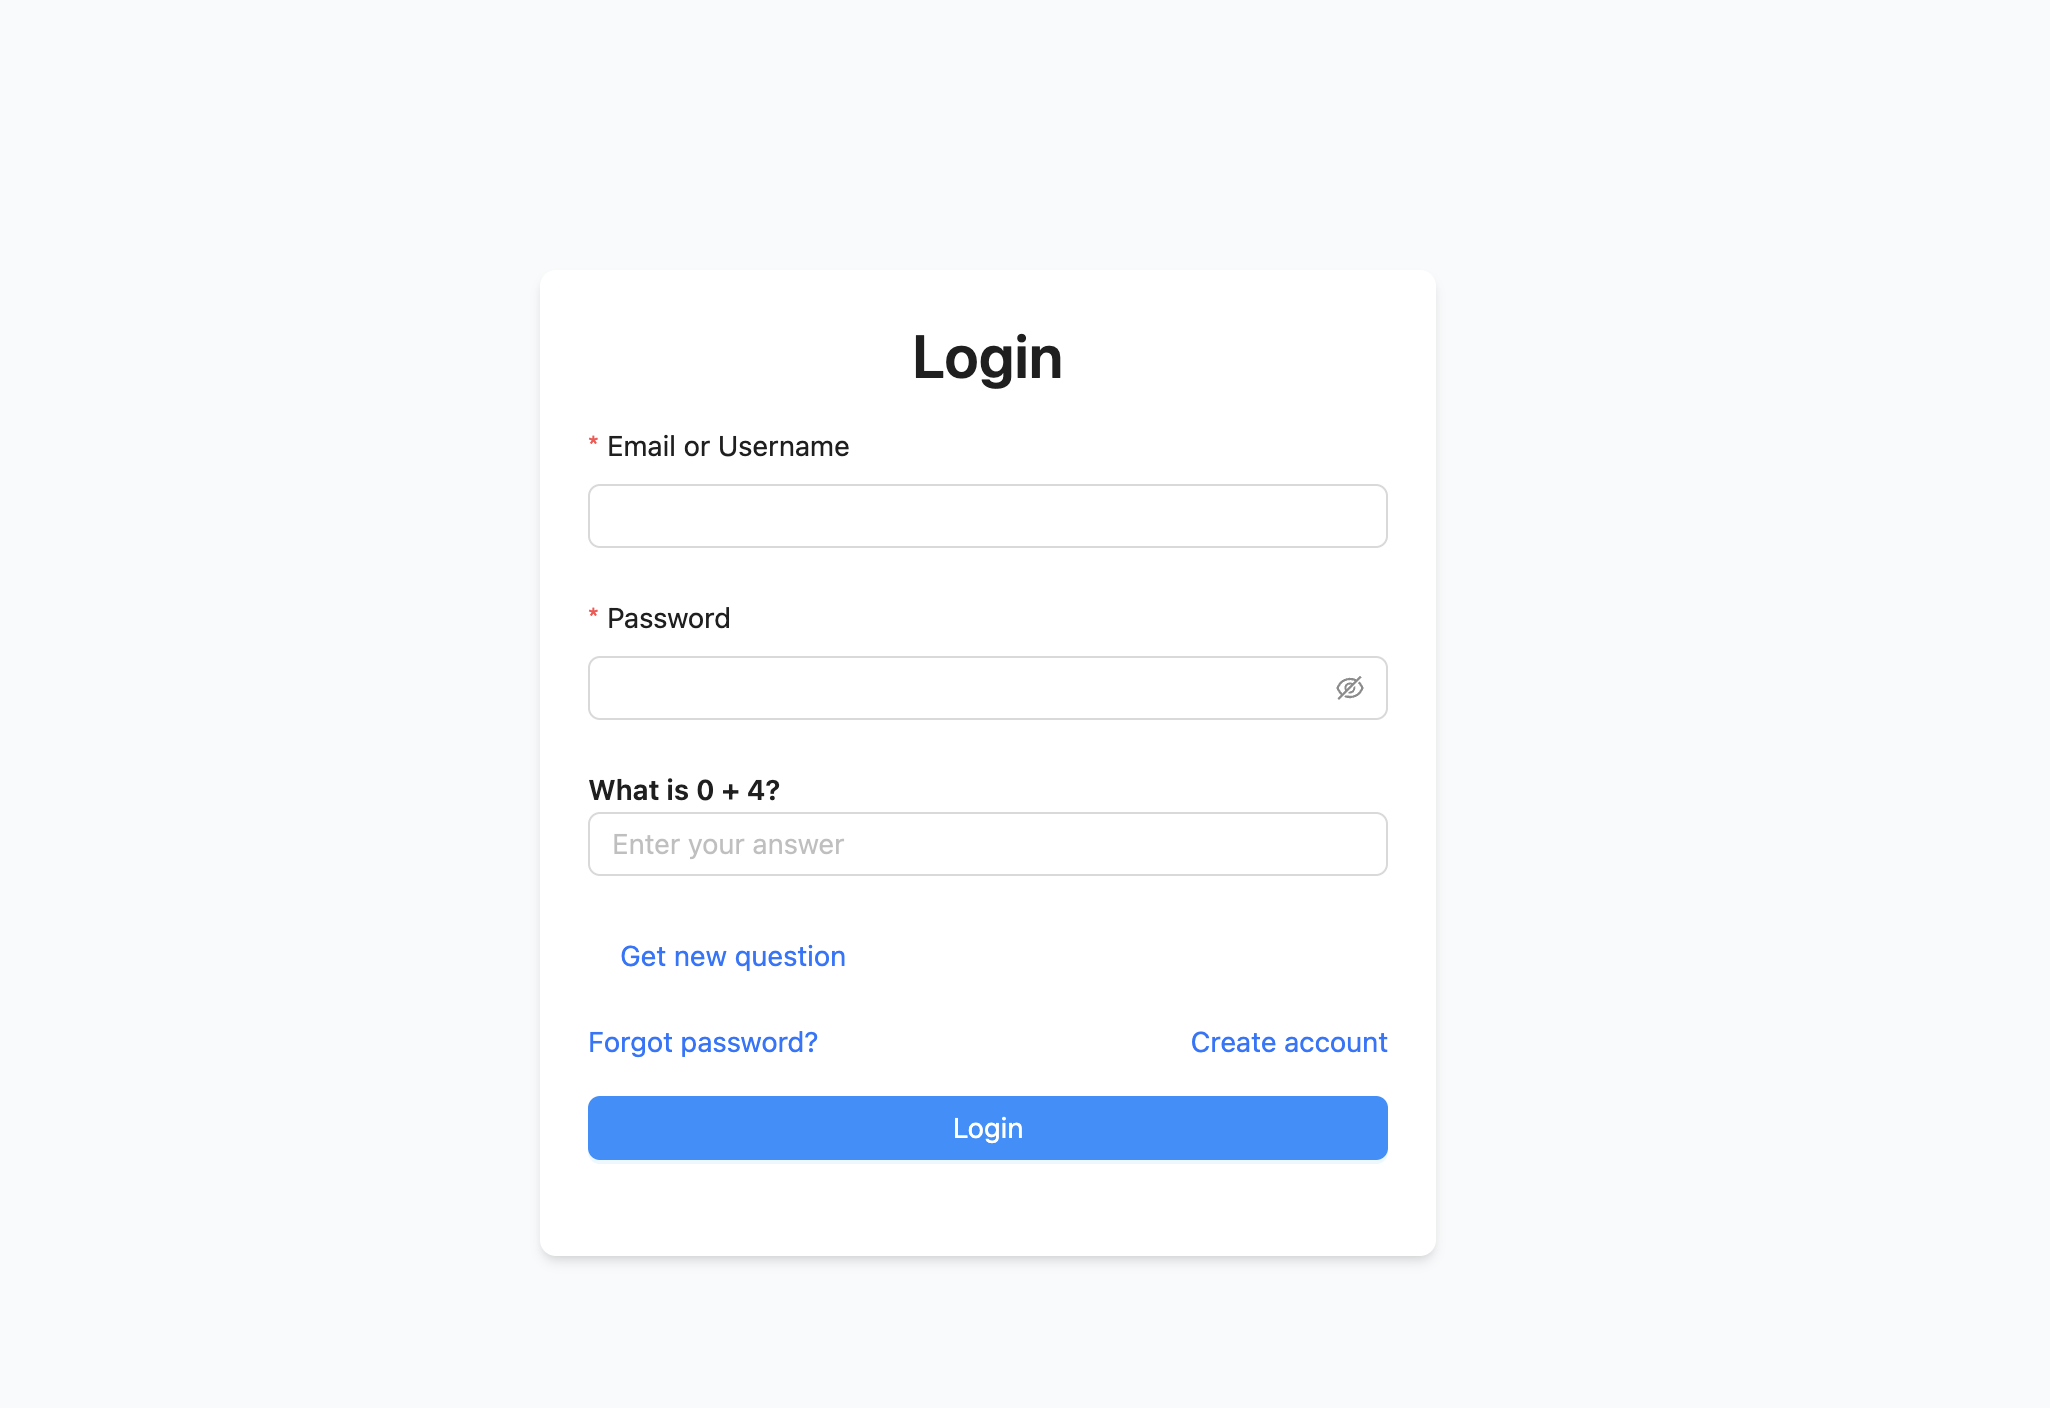 Login
* Email or Username
* Password
What is 0 + 4?
Enter your answer
Get new question
Forgot password? Create account
Login